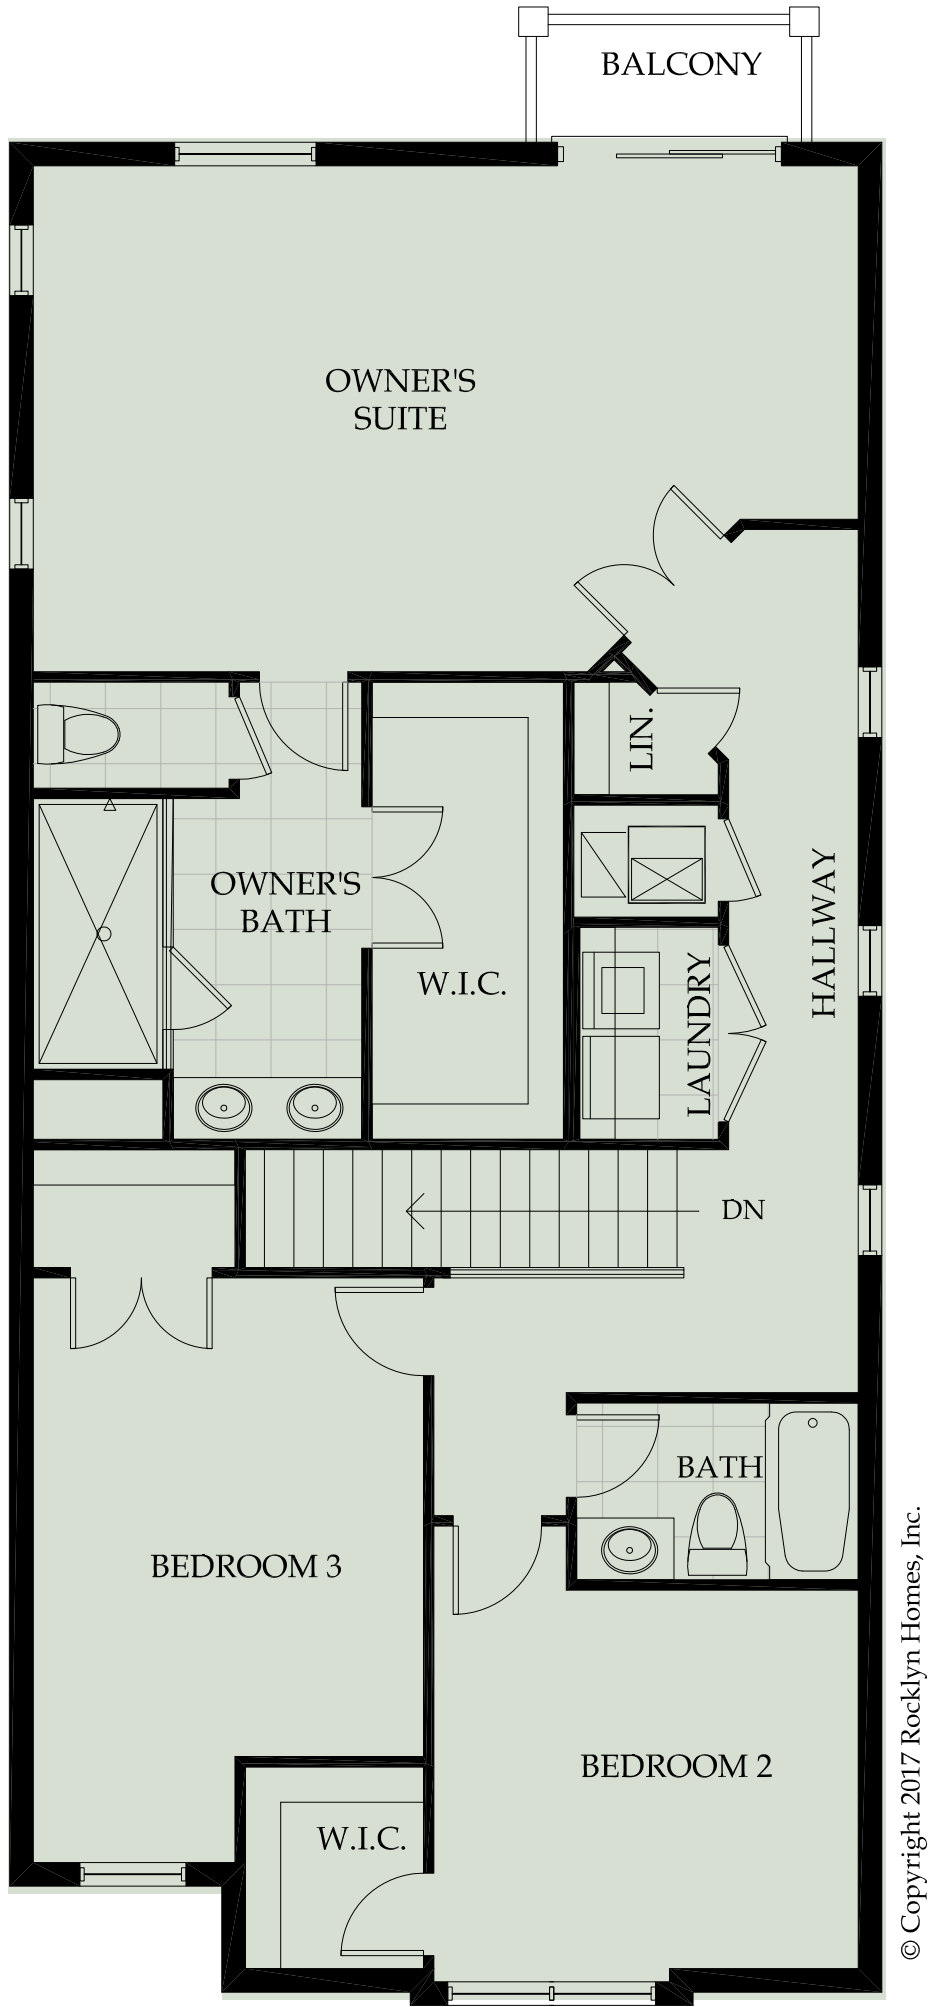 BALCONY
OWNER'S
SUITE
LIN.
OWNER'S
BATH
HALLWAY
W.I.C.
LAUNDRY
DN
BATH
BEDROOM 3
BEDROOM 2
W.I.C.
© Copyright 2017 Rocklyn Homes, Inc.